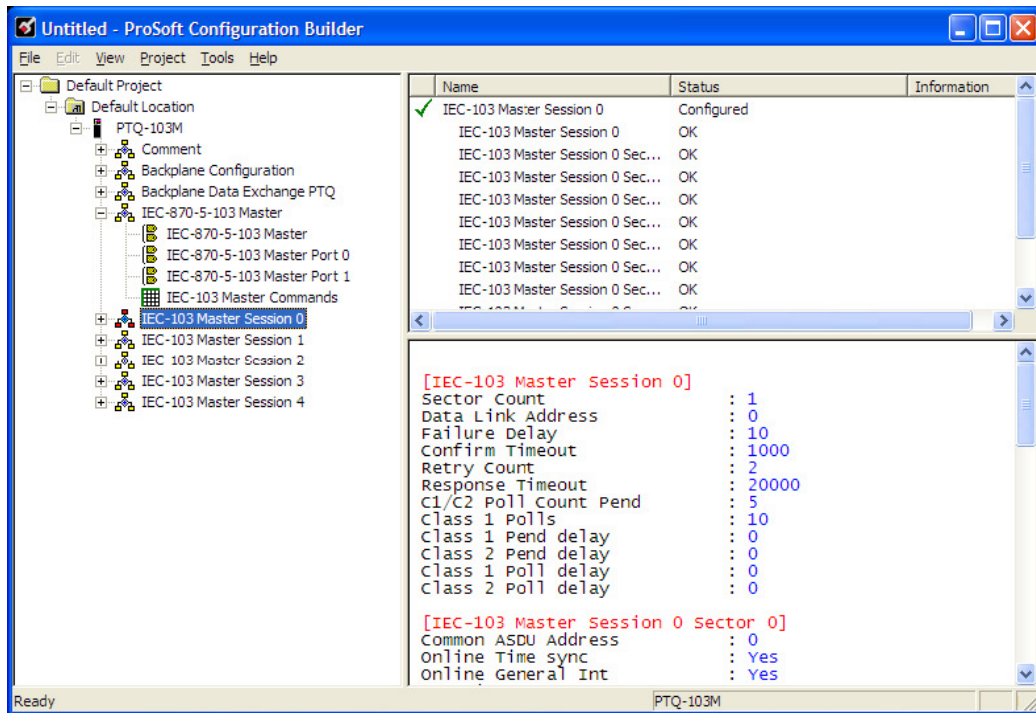 Untitled - ProSoft Configuration Builder
File Edit View Project Tools Help
Default Project
Default Location
PTQ-103M
Comment
Backplane Configuration
Backplane Data Exchange PTQ
IEC-870-5-103 Master
IEC-870-5-103 Master
IEC-870-5-103 Master Port 0
IEC-870-5-103 Master Port 1
IEC-103 Master Commands
IEC-103 Master Session 0
IEC-103 Master Session 1
IEC 103 Master Session 2
IEC-103 Master Session 3
IEC-103 Master Session 4
Name Status Information
IEC-103 Master Session 0 Configured
IEC-103 Master Session 0 OK
IEC-103 Master Session 0 Sec... OK
IEC-103 Master Session 0 Sec... OK
IEC-103 Master Session 0 Sec... OK
IEC-103 Master Session 0 Sec... OK
IEC-103 Master Session 0 Sec... OK
IEC-103 Master Session 0 Sec... OK
IEC-103 Master Session 0 Sec... OK
[IEC-103 Master Session 0]
Sector Count : 1
Data Link Address : 0
Failure Delay : 10
Confirm Timeout : 1000
Retry Count : 2
Response Timeout : 20000
C1/C2 Poll Count Pend : 5
Class 1 Polls : 10
Class 1 Pend delay : 0
Class 2 Pend delay : 0
Class 1 Poll delay : 0
Class 2 Poll delay : 0
[IEC-103 Master Session 0 Sector 0]
Common ASDU Address : 0
Online Time sync : Yes
Online General Int : Yes
Ready PTQ-103M